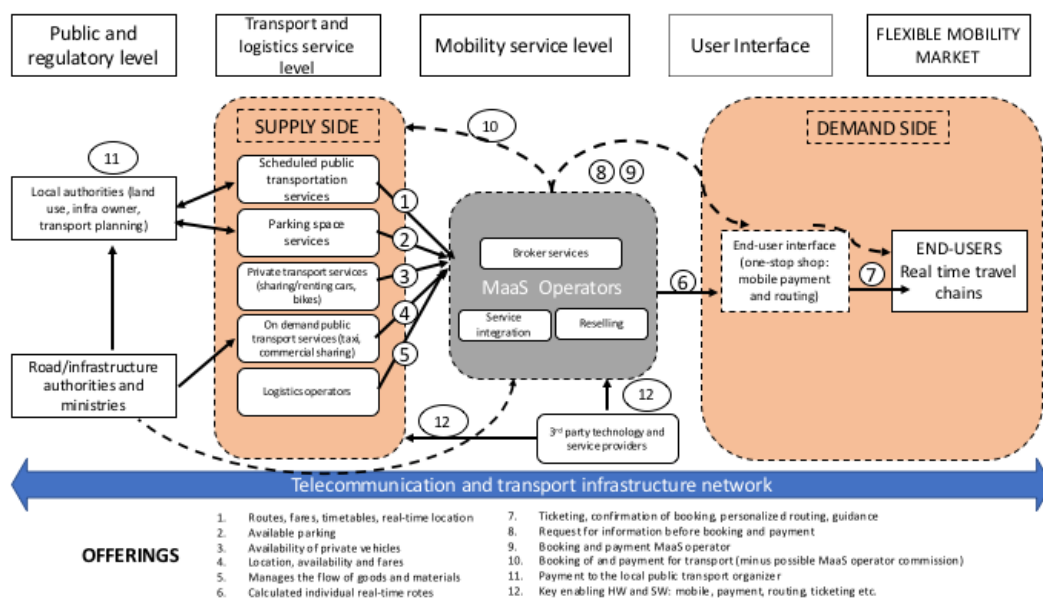 Public and
regulatory level
Transport and
logistics service
level
Mobility service level
User Interface
FLEXIBLE MOBILITY
MARKET
SUPPLY SIDE
DEMAND SIDE
10
11
8
9
Scheduled public
transportation
services
Local authorities (land
use, infra owner,
transport planning)
1
Parking space
services
2
Broker services
End-user interface
(one-stop shop:
mobile payment
and routing)
END-USERS
Real time travel
chains
Private transport services
(sharing/renting cars,
bikes)
3
MaaS Operators
6
7
On demand public
transport services (taxi,
commercial sharing)
4
Service
integration
Reselling
5
Road/infrastructure
authorities and
ministries
Logistics operators
12
12
3rd party technology and
service providers
Telecommunication and transport infrastructure network
OFFERINGS
1. Routes, fares, timetables, real-time location
2. Available parking
3. Availability of private vehicles
4. Location, availability and fares
5. Manages the flow of goods and materials
6. Calculated individual real-time rotes
7. Ticketing, confirmation of booking, personalized routing, guidance
8. Request for information before booking and payment
9. Booking and payment MaaS operator
10. Booking of and payment for transport (minus possible MaaS operator commission)
11. Payment to the local public transport organizer
12. Key enabling HW and SW: mobile, payment, routing, ticketing etc.